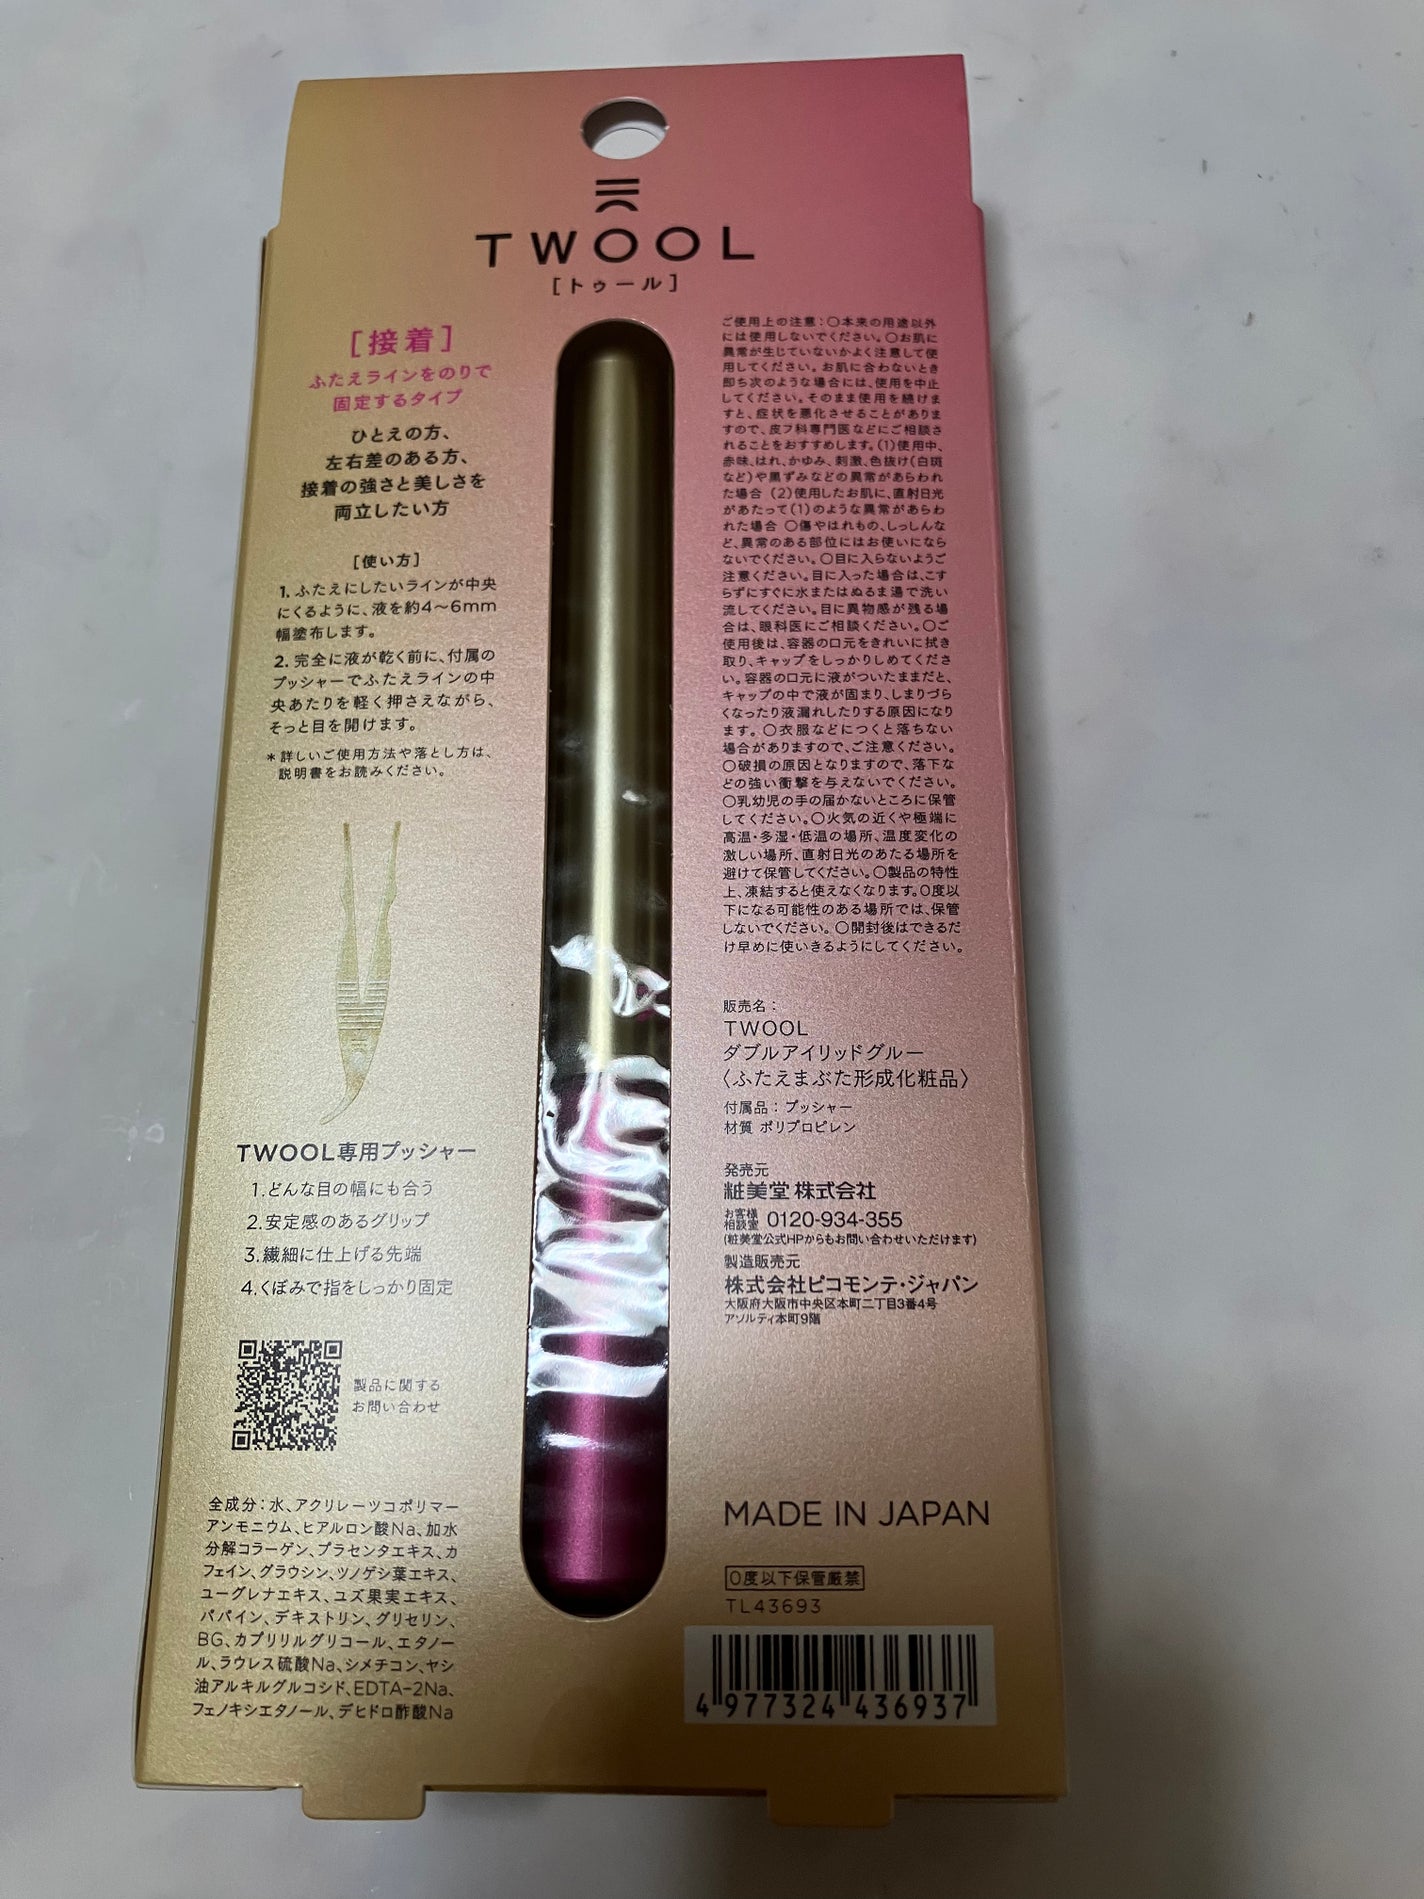 TWOOL
[トゥール]
[接着]
ふたえラインをのりで
固定するタイプ
ひとえの方、
左右差のある方、
接着の強さと美しさを
両立したい方
[使い方]
1. ふたえにしたいラインが中央
にくるように、液を約4〜6mm
幅塗布します。
2. 完全に液が乾く前に、付属の
プッシャーでふたえラインの中
央あたりを軽く押さえながら、
そっと目を開けます。
*詳しいご使用方法や落とし方は、
説明書をお読みください。
TWOOL専用プッシャー
1.どんな目の幅にも合う
2.安定感のあるグリップ
3.繊細に仕上げる先端
4.くぼみで指をしっかり固定
製品に関する
お問い合わせ
全成分：水、アクリレーツコポリマー
アンモニウム、ヒアルロン酸Na、加水
分解コラーゲン、プラセンタエキス、カ
フェイン、グラウシン、ツノゲシ葉エキス、
ユーグレナエキス、ユズ果実エキス、
パパイン、デキストリン、グリセリン、
BG、カプリリルグリコール、エタノー
ル、ラウレス硫酸Na、シメチコン、ヤシ
油アルキルグルコシド、EDTA-2Na、
フェノキシエタノール、デヒドロ酢酸Na
ご使用上の注意：○本来の用途以外
には使用しないでください。○お肌に
異常が生じていないかよく注意して使
用してください。お肌に合わないとき
即ち次のような場合には、使用を中止
してください。そのまま使用を続けま
すと、症状を悪化させることがありま
すので、皮フ科専門医などにご相談さ
れることをおすすめします。(1)使用中、
赤味、はれ、かゆみ、刺激、色抜け(白斑
など)や黒ずみなどの異常があらわれ
た場合 (2)使用したお肌に、直射日光
があたって(1)のような異常があらわ
れた場合 ○傷やはれもの、しっしんな
ど、異常のある部位にはお使いになら
ないでください。○目に入らないようご
注意ください。目に入った場合は、こす
らずにすぐに水またはぬるま湯で洗い
流してください。目に異物感が残る場
合は、眼科医にご相談ください。○ご
使用後は、容器の口元をきれいに拭き
取り、キャップをしっかりしめてくださ
い。容器の口元に液がついたままだと、
キャップの中で液が固まり、しまりづら
くなったり液漏れしたりする原因になり
ます。○衣服などにつくと落ちない
場合がありますので、ご注意ください。
○破損の原因となりますので、落下な
どの強い衝撃を与えないでください。
○乳幼児の手の届かないところに保管
してください。○火気の近くや極端に
高温・多湿・低温の場所、温度変化の
激しい場所、直射日光のあたる場所を
避けて保管してください。○製品の特性
上、凍結すると使えなくなります。0度以
下になる可能性のある場所では、保管
しないでください。○開封後はできるだ
け早めに使いきるようにしてください。
販売名：
TWOOL
ダブルアイリッドグルー
〈ふたえまぶた形成化粧品〉
付属品：プッシャー
材質 ポリプロピレン
発売元
粧美堂 株式会社
お客様
相談室 0120-934-355
(粧美堂公式HPからもお問い合わせいただけます)
製造販売元
株式会社ピコモンテ・ジャパン
大阪府大阪市中央区本町二丁目3番4号
アソルティ本町9階
MADE IN JAPAN
0度以下保管厳禁
TL43693
4 977324 436937